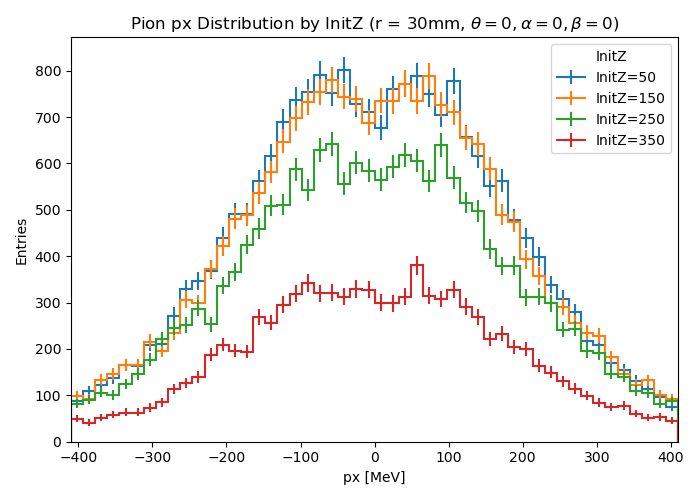 Pion px Distribution by InitZ (r = 30mm, θ = 0, α = 0, β = 0)
InitZ
InitZ=50
InitZ=150
InitZ=250
InitZ=350
Entries
800
700
600
500
400
300
200
100
0
−400 −300 −200 −100 0 100 200 300 400
px [MeV]